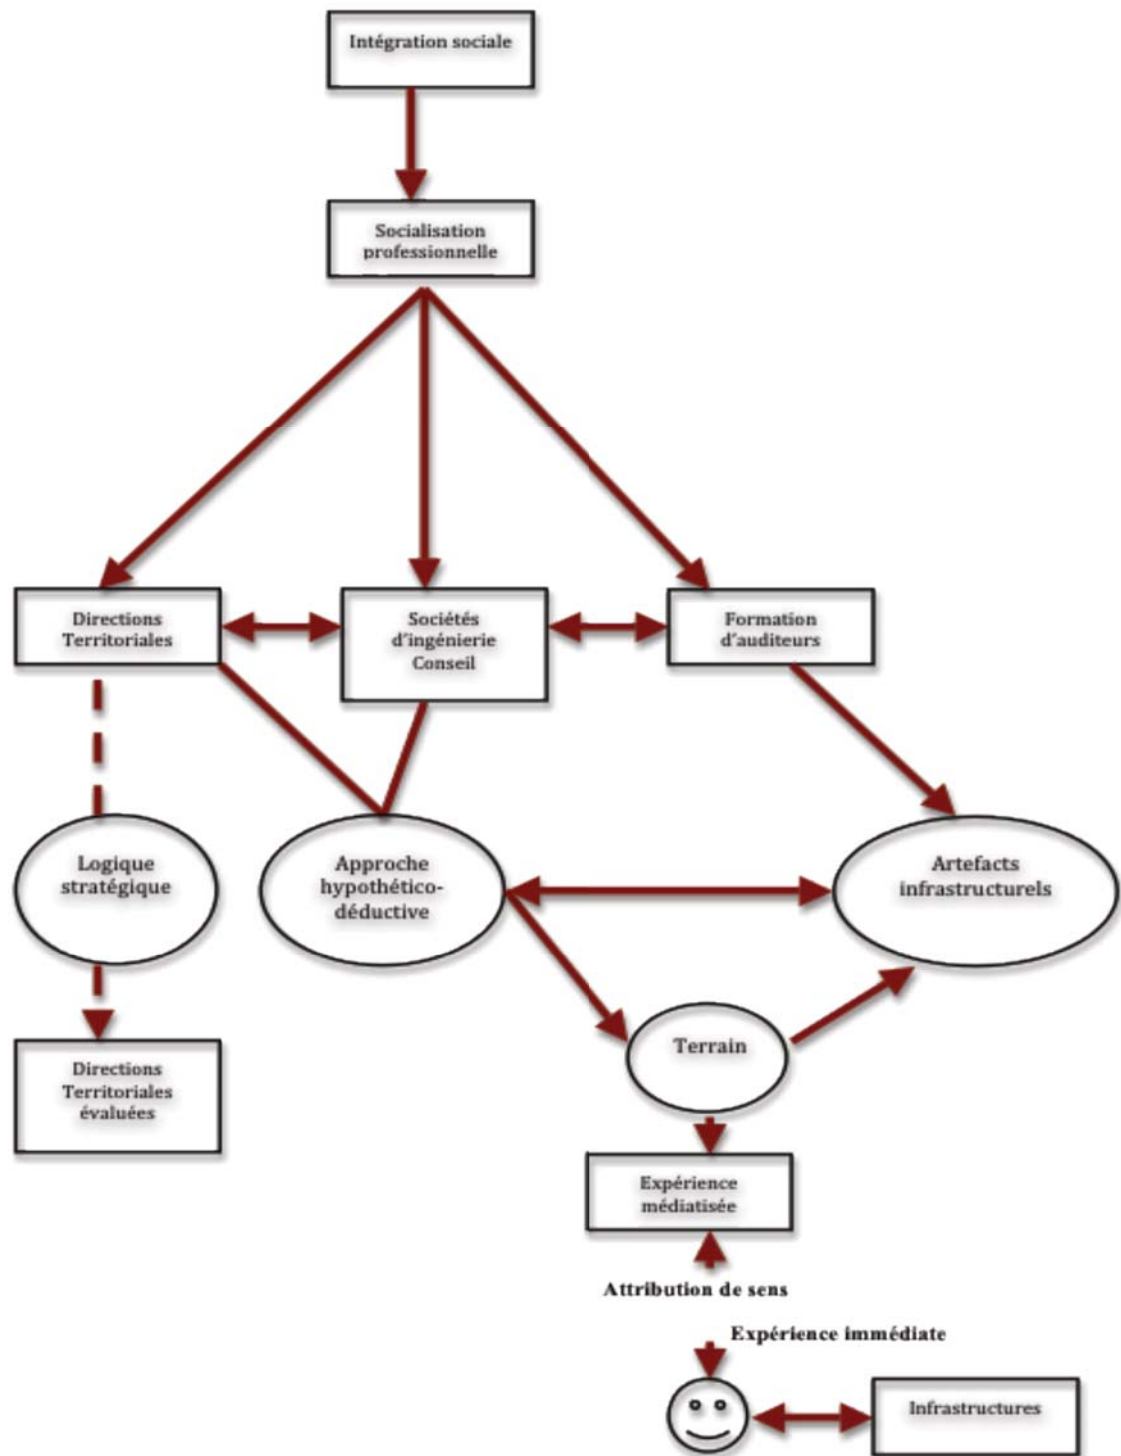 Intégration sociale
Socialisation
professionnelle
Directions
Territoriales
Sociétés
d'ingénierie
Conseil
Formation
d'auditeurs
Logique
stratégique
Approche
hypothético-
déductive
Artefacts
infrastructurels
Terrain
Directions
Territoriales
évaluées
Expérience
médiatisée
Attribution de sens
Expérience immédiate
Infrastructures